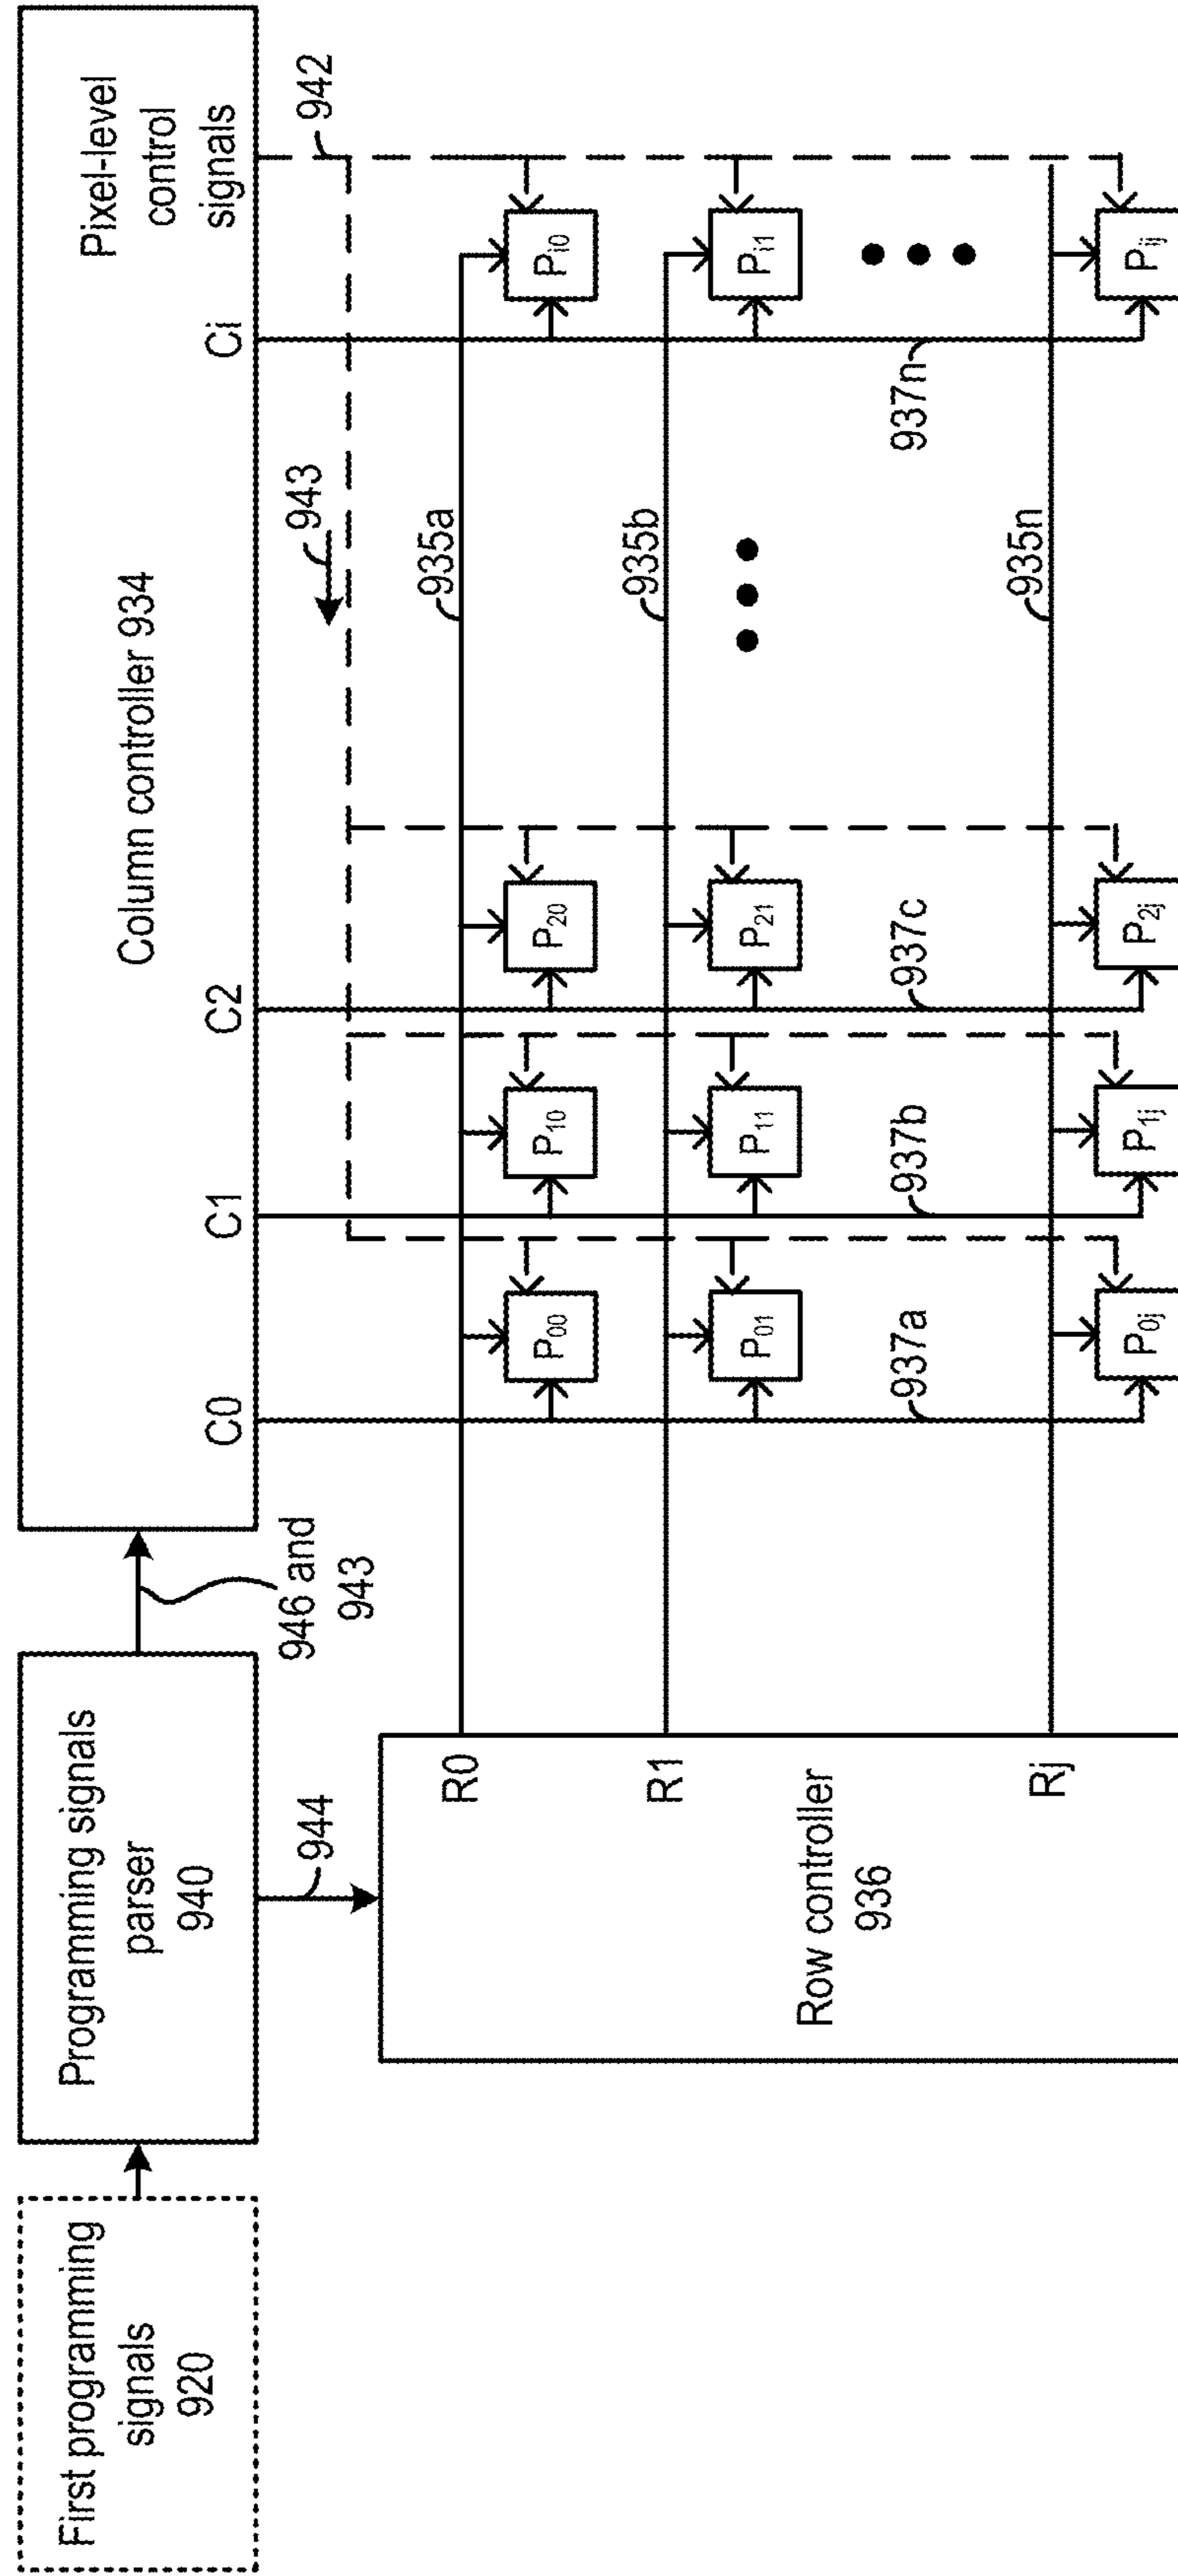 First programming
signals
920
Programming signals
parser
940
946 and
943
944
Column controller 934
Pixel-level
control
signals
C0
C1
C2
Ci
942
943
Row controller
936
R0
R1
Rj
935a
935b
935n
P₀₀
P₁₀
P₂₀
Pᵢ₀
P₀₁
P₁₁
P₂₁
Pᵢ₁
937a
937b
937c
937n
P₀ⱼ
P₁ⱼ
P₂ⱼ
Pᵢⱼ